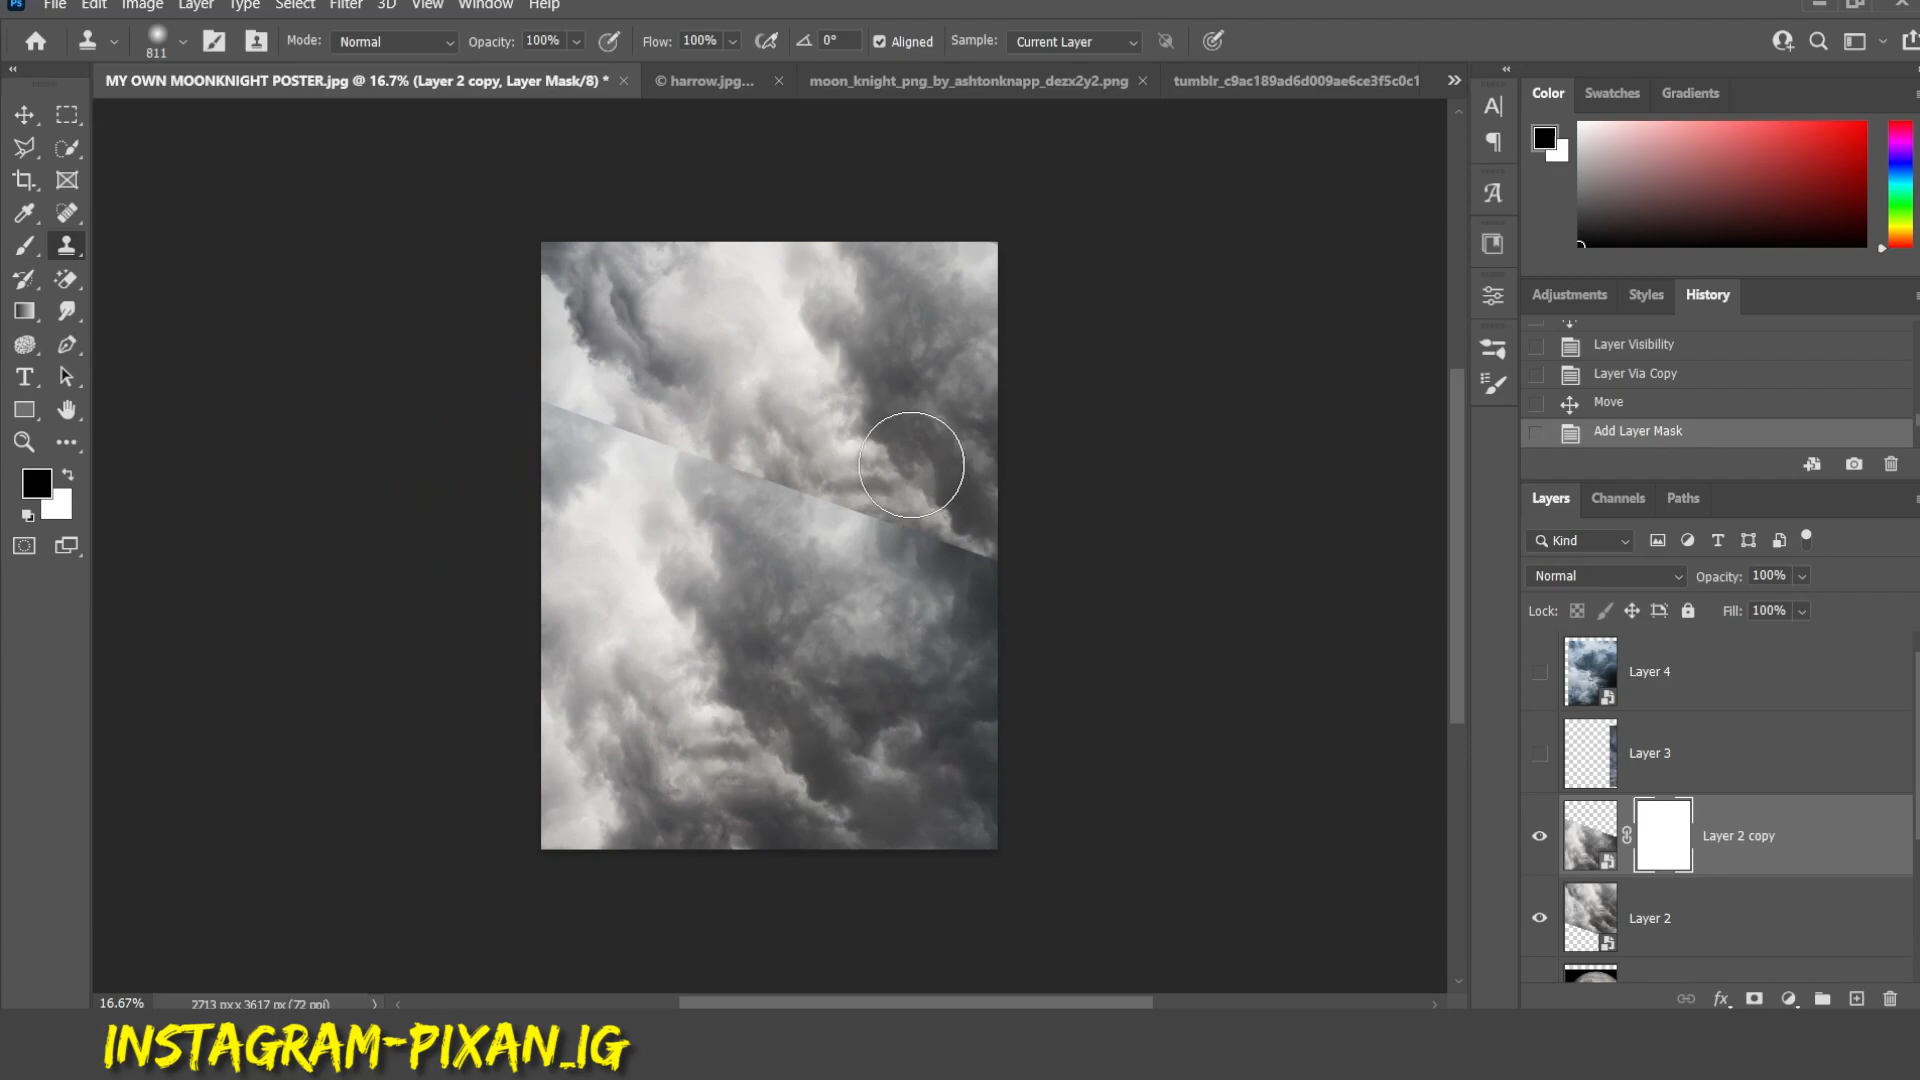 Ps File Edit Image Layer Type Select Filter 3D View Window Help
811 Mode: Normal Opacity: 100% Flow: 100% 0° Aligned Sample: Current Layer
MY OWN MOONKNIGHT POSTER.jpg @ 16.7% (Layer 2 copy, Layer Mask/8) * × © harrow.jpg... × moon_knight_png_by_ashtonknapp_dezx2y2.png × tumblr_c9ac189ad6d009ae6ce3f5c0c1
Color Swatches Gradients
Adjustments Styles History
Layer Visibility
Layer Via Copy
Move
Add Layer Mask
Layers Channels Paths
Kind
Normal Opacity: 100%
Lock: Fill: 100%
Layer 4
Layer 3
Layer 2 copy
Layer 2
16.67% 2713 px x 3617 px (72 ppi)
INSTAGRAM-PIXAN_IG